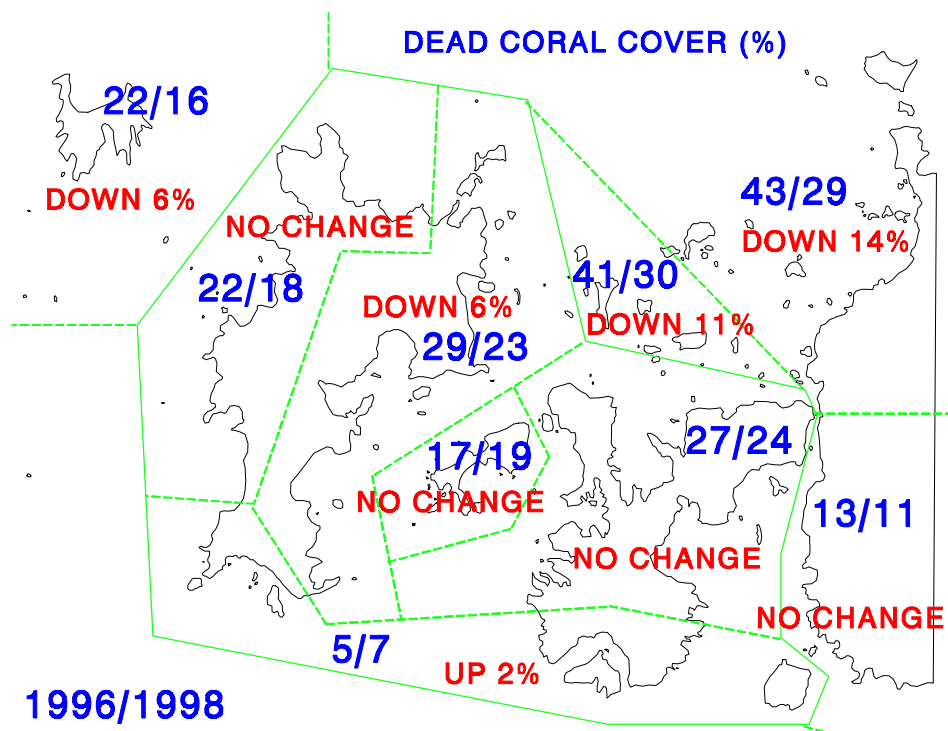 DEAD CORAL COVER (%)
22/16
DOWN 6%
43/29
DOWN 14%
NO CHANGE
22/18
41/30
DOWN 11%
DOWN 6%
29/23
27/24
17/19
NO CHANGE
13/11
NO CHANGE
NO CHANGE
5/7
UP 2%
1996/1998